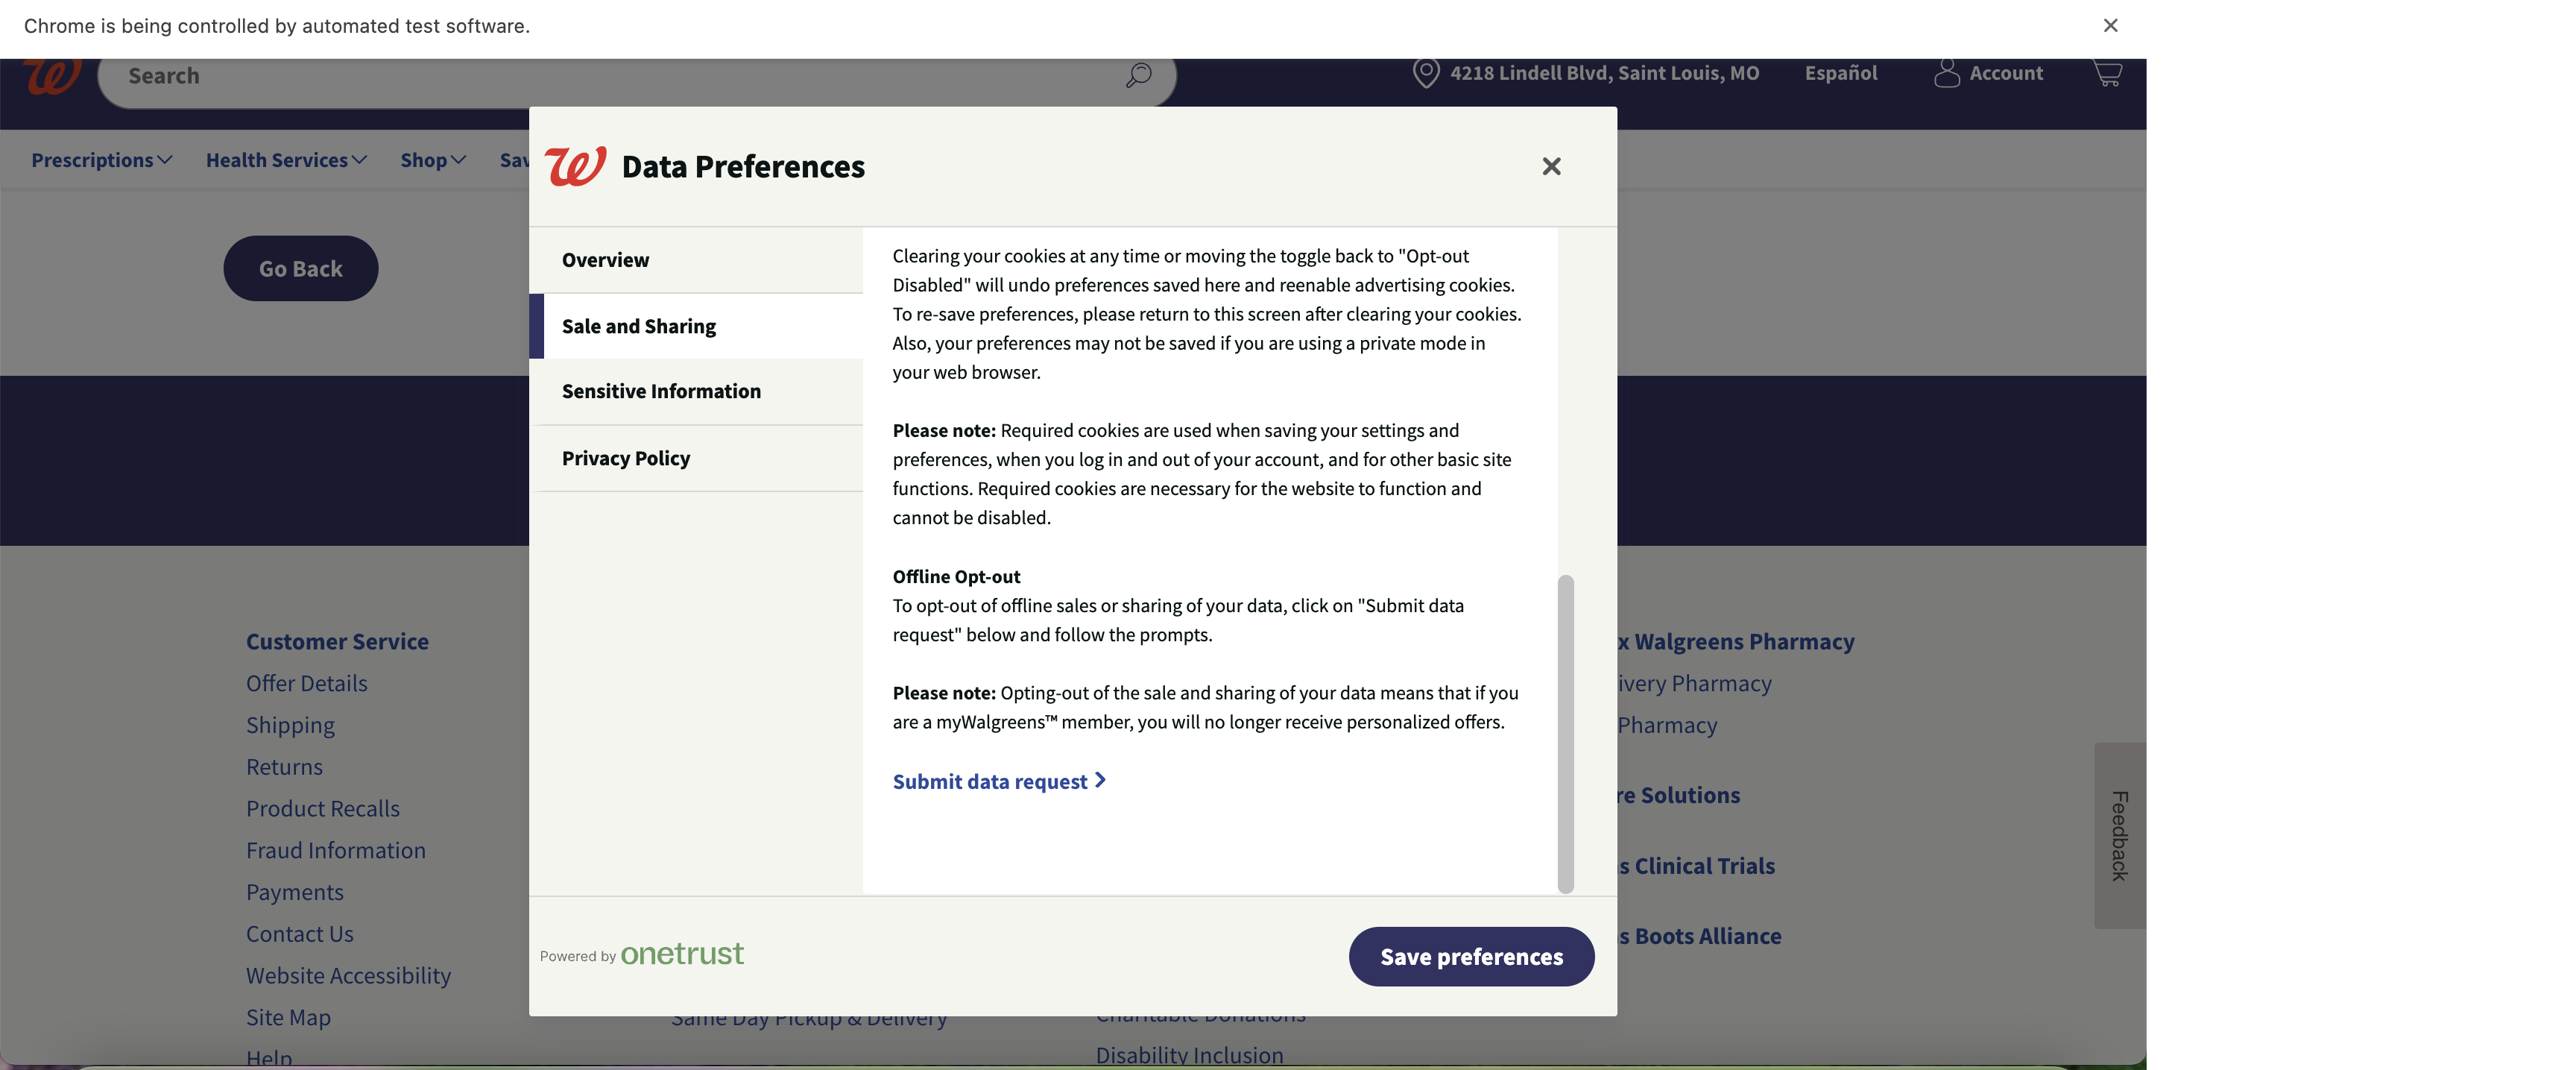 Chrome is being controlled by automated test software.
Search
4218 Lindell Blvd, Saint Louis, MO
Español
Account
Prescriptions
Health Services
Shop
Sav
Go Back
Data Preferences
Overview
Sale and Sharing
Sensitive Information
Privacy Policy
Clearing your cookies at any time or moving the toggle back to "Opt-out
Disabled" will undo preferences saved here and reenable advertising cookies.
To re-save preferences, please return to this screen after clearing your cookies.
Also, your preferences may not be saved if you are using a private mode in
your web browser.
Please note: Required cookies are used when saving your settings and
preferences, when you log in and out of your account, and for other basic site
functions. Required cookies are necessary for the website to function and
cannot be disabled.
Offline Opt-out
To opt-out of offline sales or sharing of your data, click on "Submit data
request" below and follow the prompts.
Please note: Opting-out of the sale and sharing of your data means that if you
are a myWalgreens™ member, you will no longer receive personalized offers.
Submit data request
Powered by onetrust
Save preferences
Customer Service
Offer Details
Shipping
Returns
Product Recalls
Fraud Information
Payments
Contact Us
Website Accessibility
Site Map
Help
Same Day Pickup & Delivery
Charitable Donations
Disability Inclusion
x Walgreens Pharmacy
ivery Pharmacy
Pharmacy
re Solutions
s Clinical Trials
s Boots Alliance
Feedback